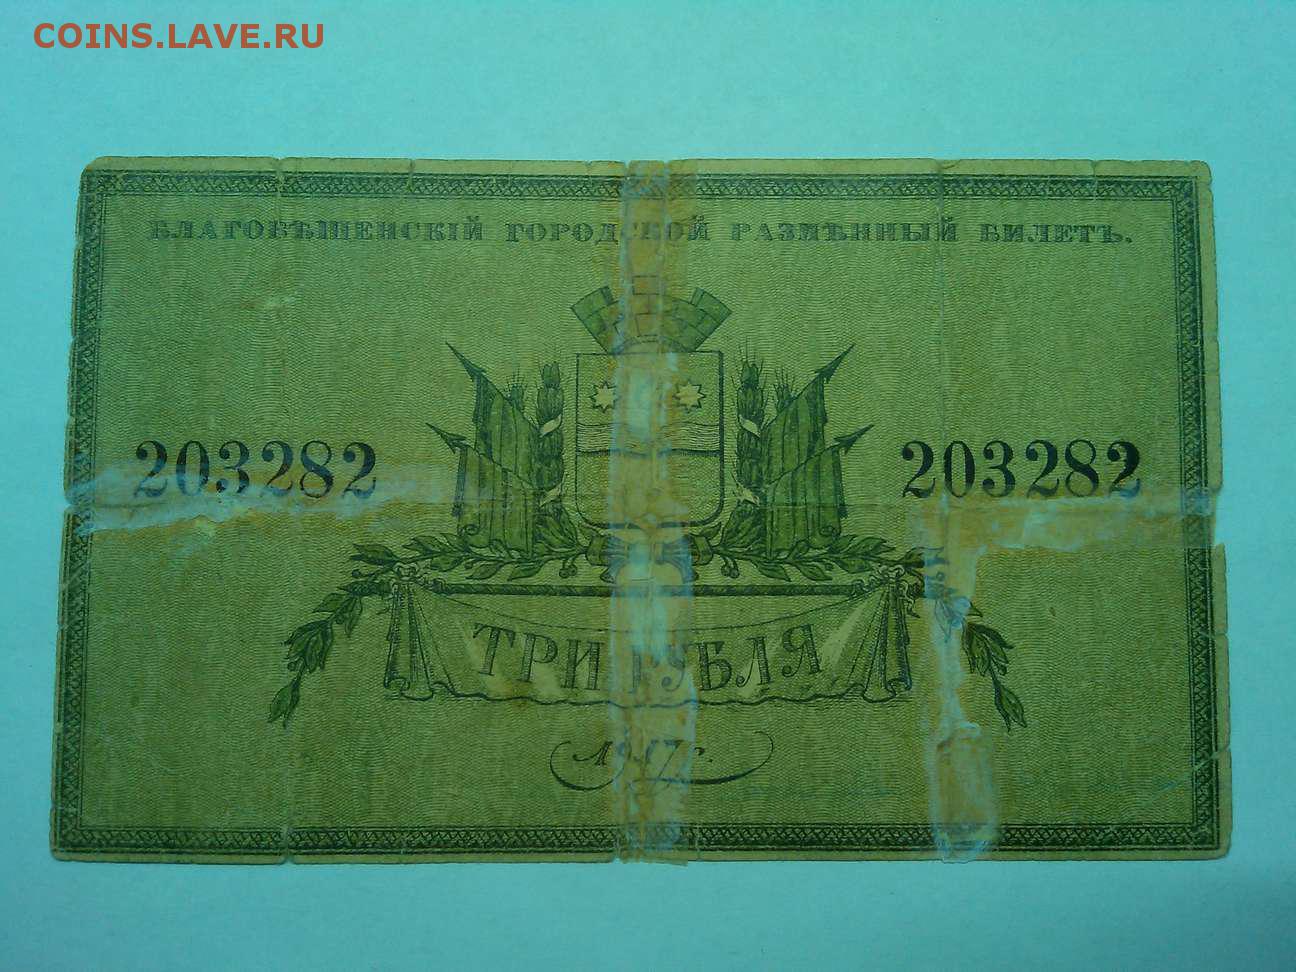 COINS.LAVE.RU
БЛАГОВѢЩЕНСКІЙ ГОРОДСКОЙ РАЗМѢННЫЙ БИЛЕТЪ.
203282 203282
ТРИ РУБЛЯ
1917 г.